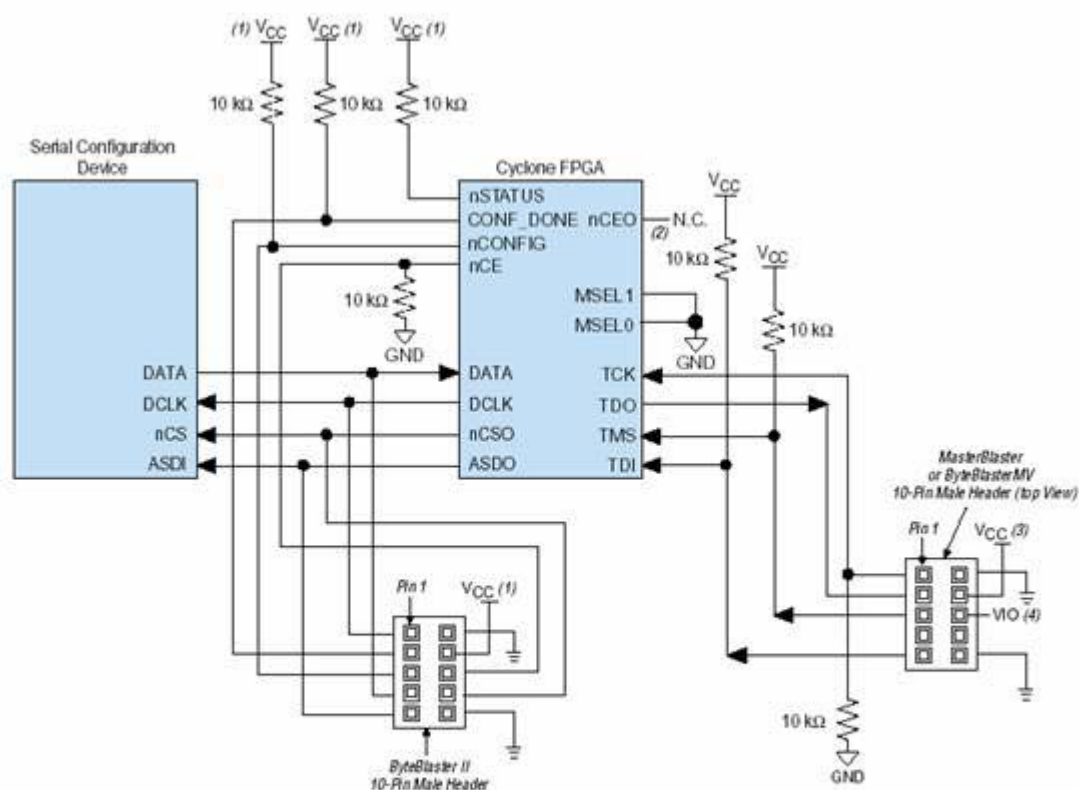 (1) VCC VCC (1) VCC (1)
10 kΩ 10 kΩ 10 kΩ
Serial Configuration
Device
Cyclone FPGA
nSTATUS
CONF_DONE nCEO N.C.
(2)
nCONFIG
nCE
10 kΩ
GND
MSEL1
MSEL0
GND
VCC
10 kΩ
VCC
10 kΩ
DATA DATA TCK
DCLK DCLK TDO
nCS nCSO TMS
ASDI ASDO TDI
MasterBlaster
or ByteBlasterMV
10-Pin Male Header (top View)
Pin 1 VCC (3)
VIO (4)
Pin 1 VCC (1)
10 kΩ
GND
ByteBlaster II
10-Pin Male Header